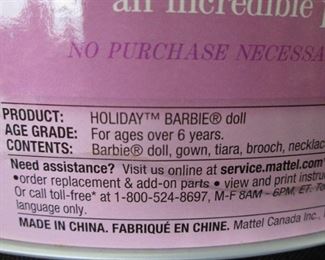 an incredible
NO PURCHASE NECESSA
PRODUCT: HOLIDAY™ BARBIE® doll
AGE GRADE: For ages over 6 years.
CONTENTS: Barbie® doll, gown, tiara, brooch, necklac
Need assistance? Visit us online at service.mattel.com
•order replacement & add-on parts • view and print instruc
Or call toll-free* at 1-800-524-8697, M-F 8AM – 6PM, ET. To
language only.
MADE IN CHINA. FABRIQUÉ EN CHINE. Mattel Canada Inc.,